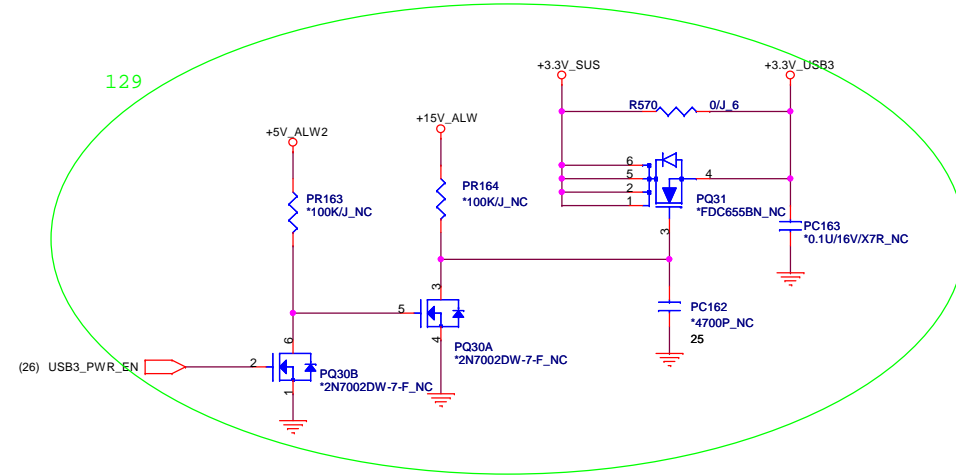 129
+3.3V_SUS
+3.3V_USB3
R570 0/J_6
+5V_ALW2
+15V_ALW
6
5
2
1
4
3
PQ31
*FDC655BN_NC
PR163
*100K/J_NC
PR164
*100K/J_NC
PC163
*0.1U/16V/X7R_NC
3
5
4
PQ30A
*2N7002DW-7-F_NC
PC162
*4700P_NC
25
(26) USB3_PWR_EN
2
6
1
PQ30B
*2N7002DW-7-F_NC